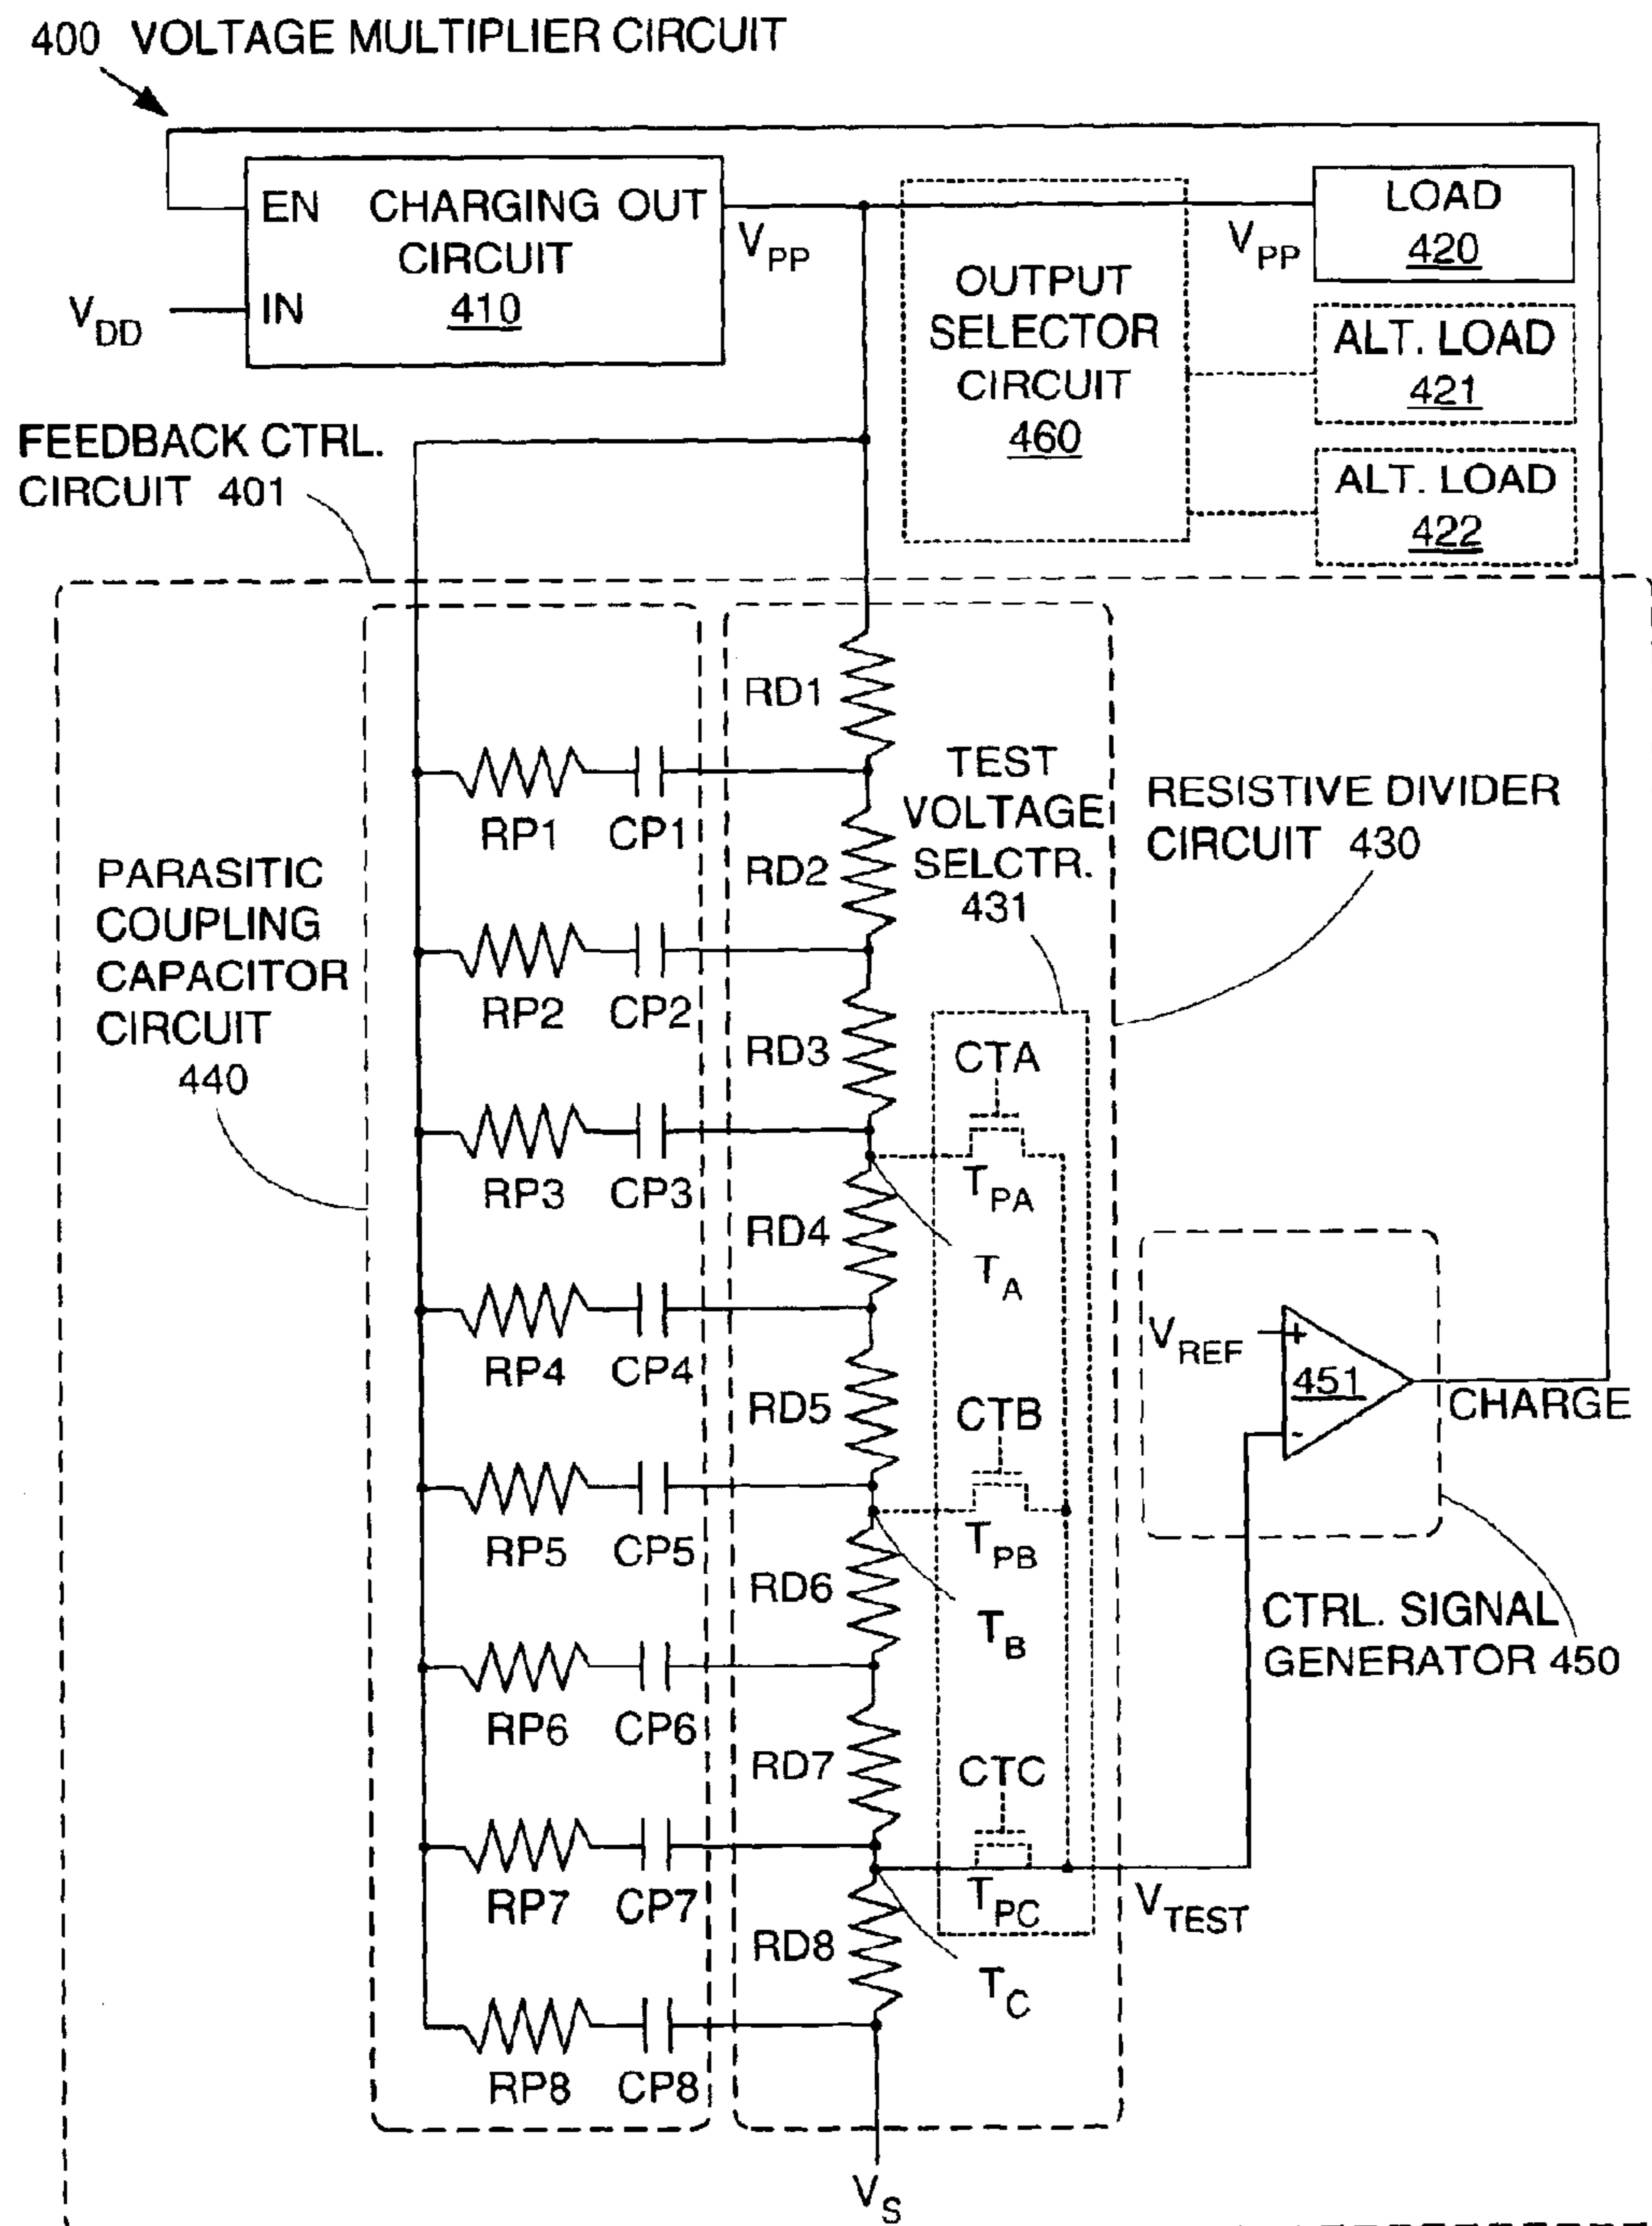 400 VOLTAGE MULTIPLIER CIRCUIT
EN CHARGING OUT
CIRCUIT
410
IN
VDD
VPP
OUTPUT
SELECTOR
CIRCUIT
460
VPP
LOAD
420
ALT. LOAD
421
ALT. LOAD
422
FEEDBACK CTRL.
CIRCUIT 401
PARASITIC
COUPLING
CAPACITOR
CIRCUIT
440
RP1 CP1
RP2 CP2
RP3 CP3
RP4 CP4
RP5 CP5
RP6 CP6
RP7 CP7
RP8 CP8
RD1
RD2
RD3
RD4
RD5
RD6
RD7
RD8
TEST
VOLTAGE
SELCTR.
431
RESISTIVE DIVIDER
CIRCUIT 430
CTA
TPA
TA
CTB
TPB
TB
CTC
TPC
TC
VREF
+
451
-
CHARGE
CTRL. SIGNAL
GENERATOR 450
VTEST
VS